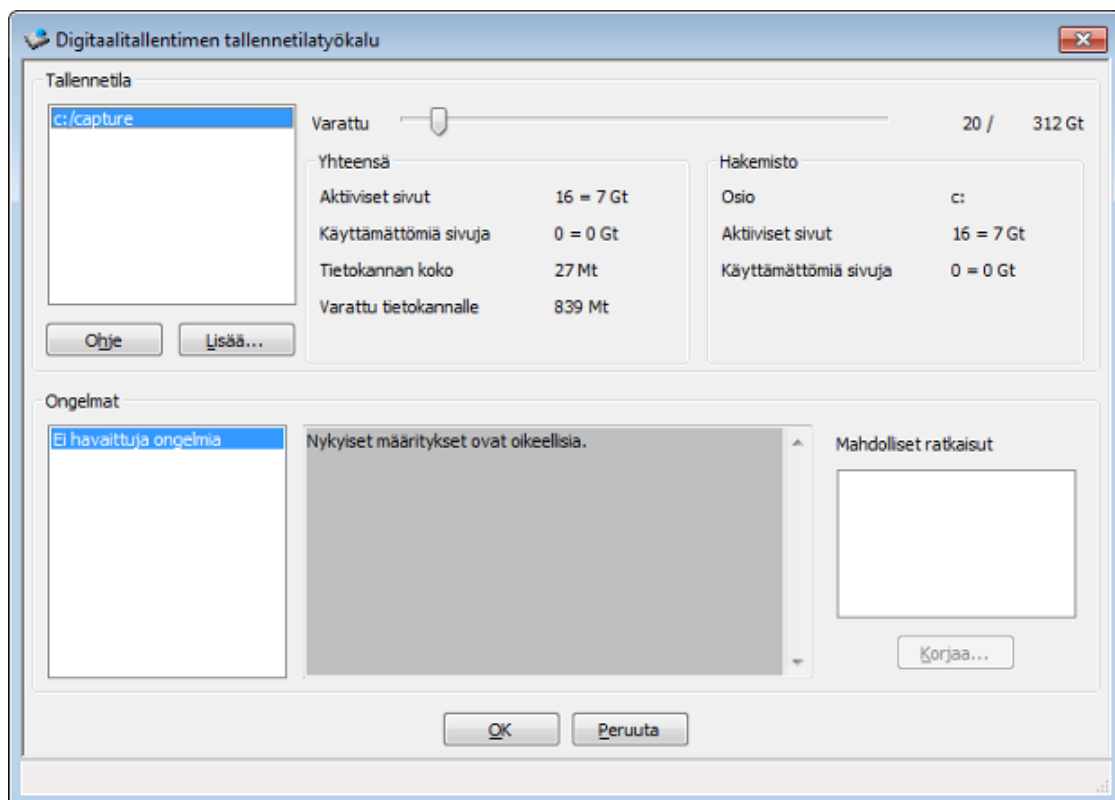 Digitaalitallentimen tallennetilatyökalu
Tallennetila
c:/capture
Varattu 20 / 312 Gt
Yhteensä
Aktiiviset sivut 16 = 7 Gt
Käyttämättömiä sivuja 0 = 0 Gt
Tietokannan koko 27 Mt
Varattu tietokannalle 839 Mt
Hakemisto
Osio c:
Aktiiviset sivut 16 = 7 Gt
Käyttämättömiä sivuja 0 = 0 Gt
Ohje Lisää...
Ongelmat
Ei havaittuja ongelmia
Nykyiset määritykset ovat oikeellisia.
Mahdolliset ratkaisut
Korjaa...
OK Peruuta